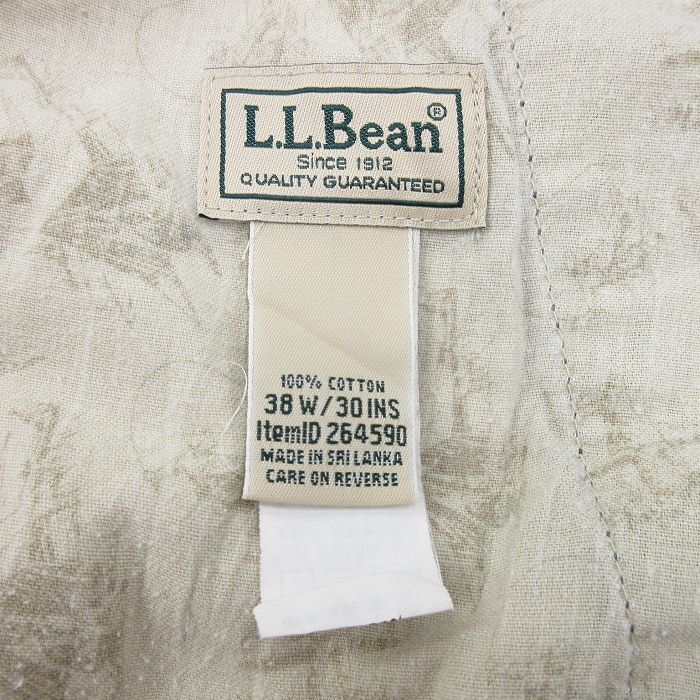 L.L.Bean®
Since 1912
QUALITY GUARANTEED
100% COTTON
38 W/30 INS
ItemID 264590
MADE IN SRI LANKA
CARE ON REVERSE